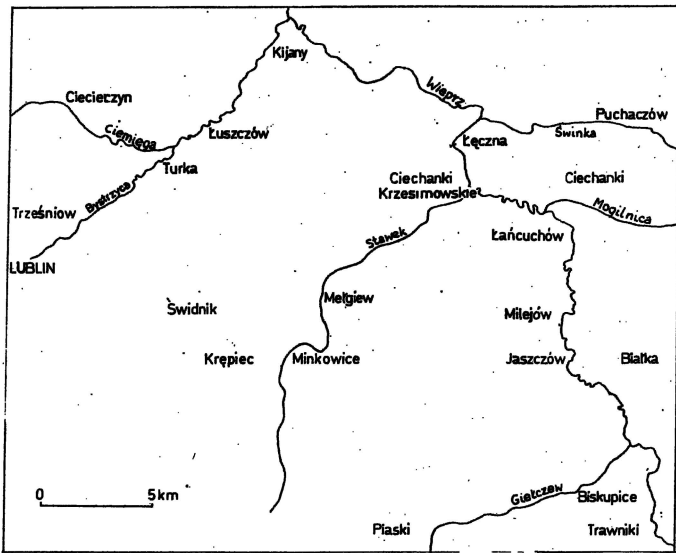 Kijany
Wieprz
Ciecierzyn
Puchaczów
Ciemięga
Łuszczów
Świnka
Łęczna
Turka
Ciechanki
Krzesimowskie
Ciechanki
Bystrzyca
Trześniow
Mogilnica
Stawek
Łańcuchów
LUBLIN
Mełgiew
Świdnik
Milejów
Krępiec
Minkowice
Jaszczów
Białka
0 5km
Giełczew
Biskupice
Piaski
Trawniki